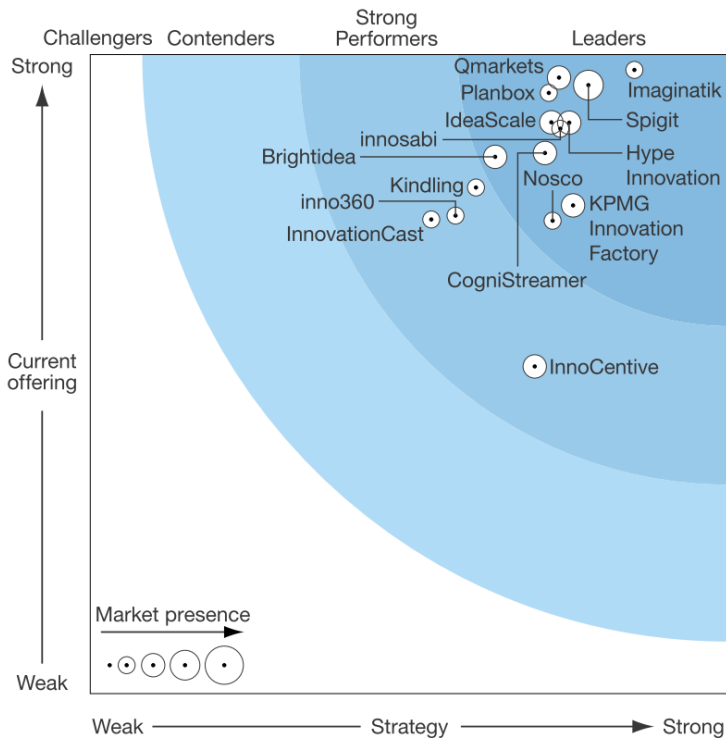 Strong
Challengers Contenders Performers Leaders
Strong
Qmarkets
Imaginatik
Planbox
IdeaScale
Spigit
innosabi
Brightidea
Hype
Innovation
Kindling
Nosco
inno360
KPMG
Innovation
Factory
InnovationCast
CogniStreamer
Current
offering
InnoCentive
Market presence
Weak
Weak Strategy Strong